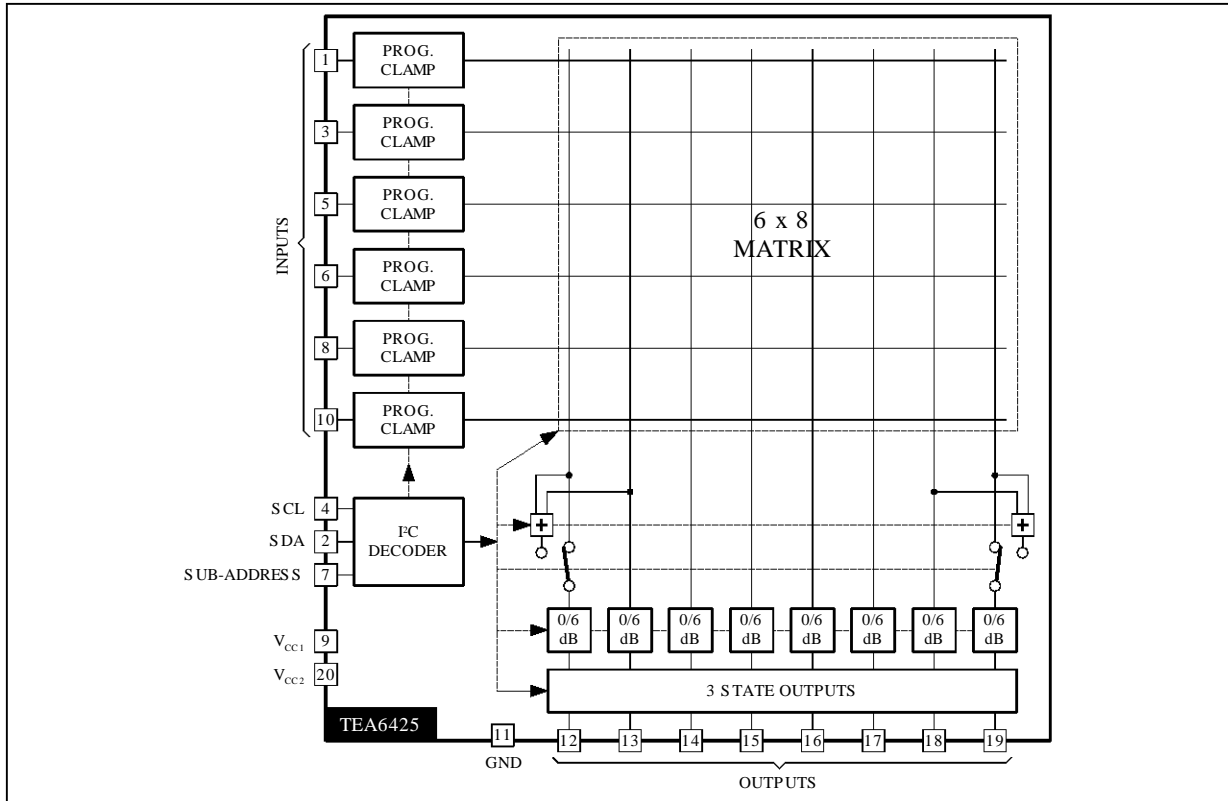 1
PROG.
CLAMP
3
PROG.
CLAMP
5
PROG.
CLAMP
6
PROG.
CLAMP
8
PROG.
CLAMP
10
PROG.
CLAMP
INPUTS
6 x 8
MATRIX
SCL
4
SDA
2
SUB-ADDRESS
7
I²C
DECODER
+
+
VCC1
9
VCC2
20
0/6
dB
0/6
dB
0/6
dB
0/6
dB
0/6
dB
0/6
dB
0/6
dB
0/6
dB
3 STATE OUTPUTS
TEA6425
11
GND
12
13
14
15
16
17
18
19
OUTPUTS